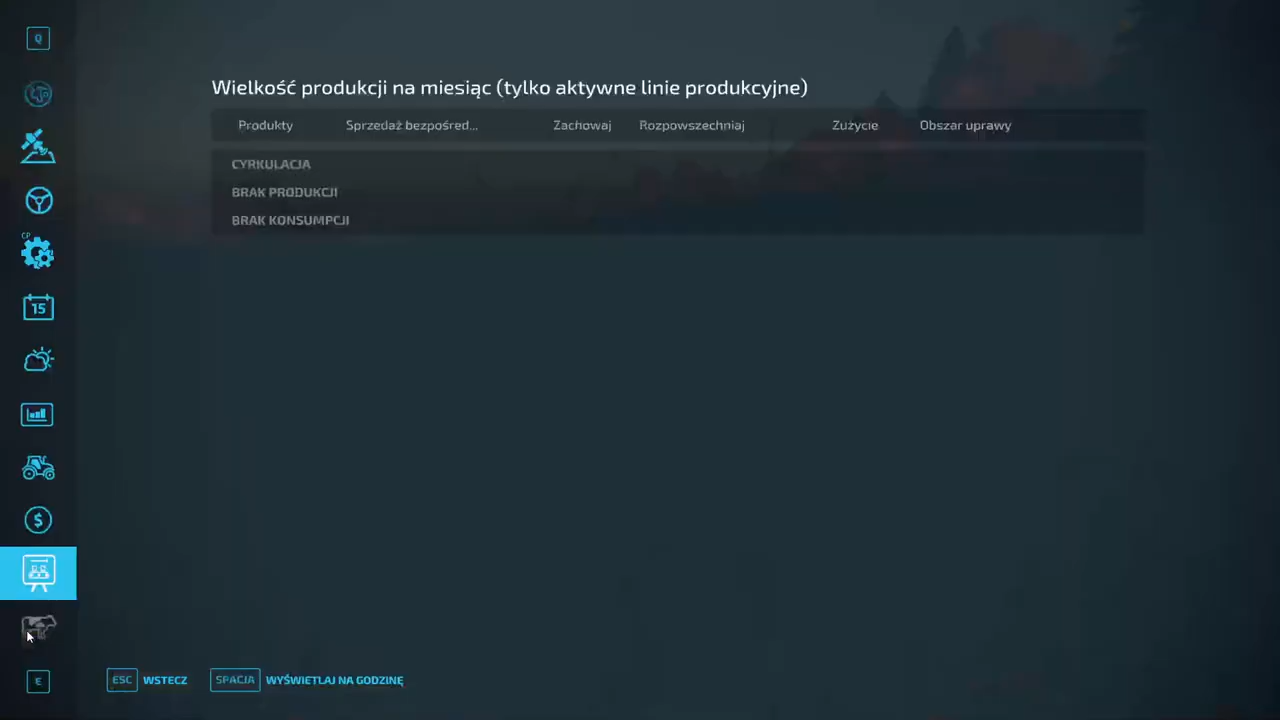 Q
Wielkość produkcji na miesiąc (tylko aktywne linie produkcyjne)
Produkty Sprzedaż bezpośred... Zachowaj Rozpowszechniaj Zużycie Obszar uprawy
CYRKULACJA
BRAK PRODUKCJI
BRAK KONSUMPCJI
CP
15
$
E
ESC WSTECZ SPACJA WYŚWIETLAJ NA GODZINĘ